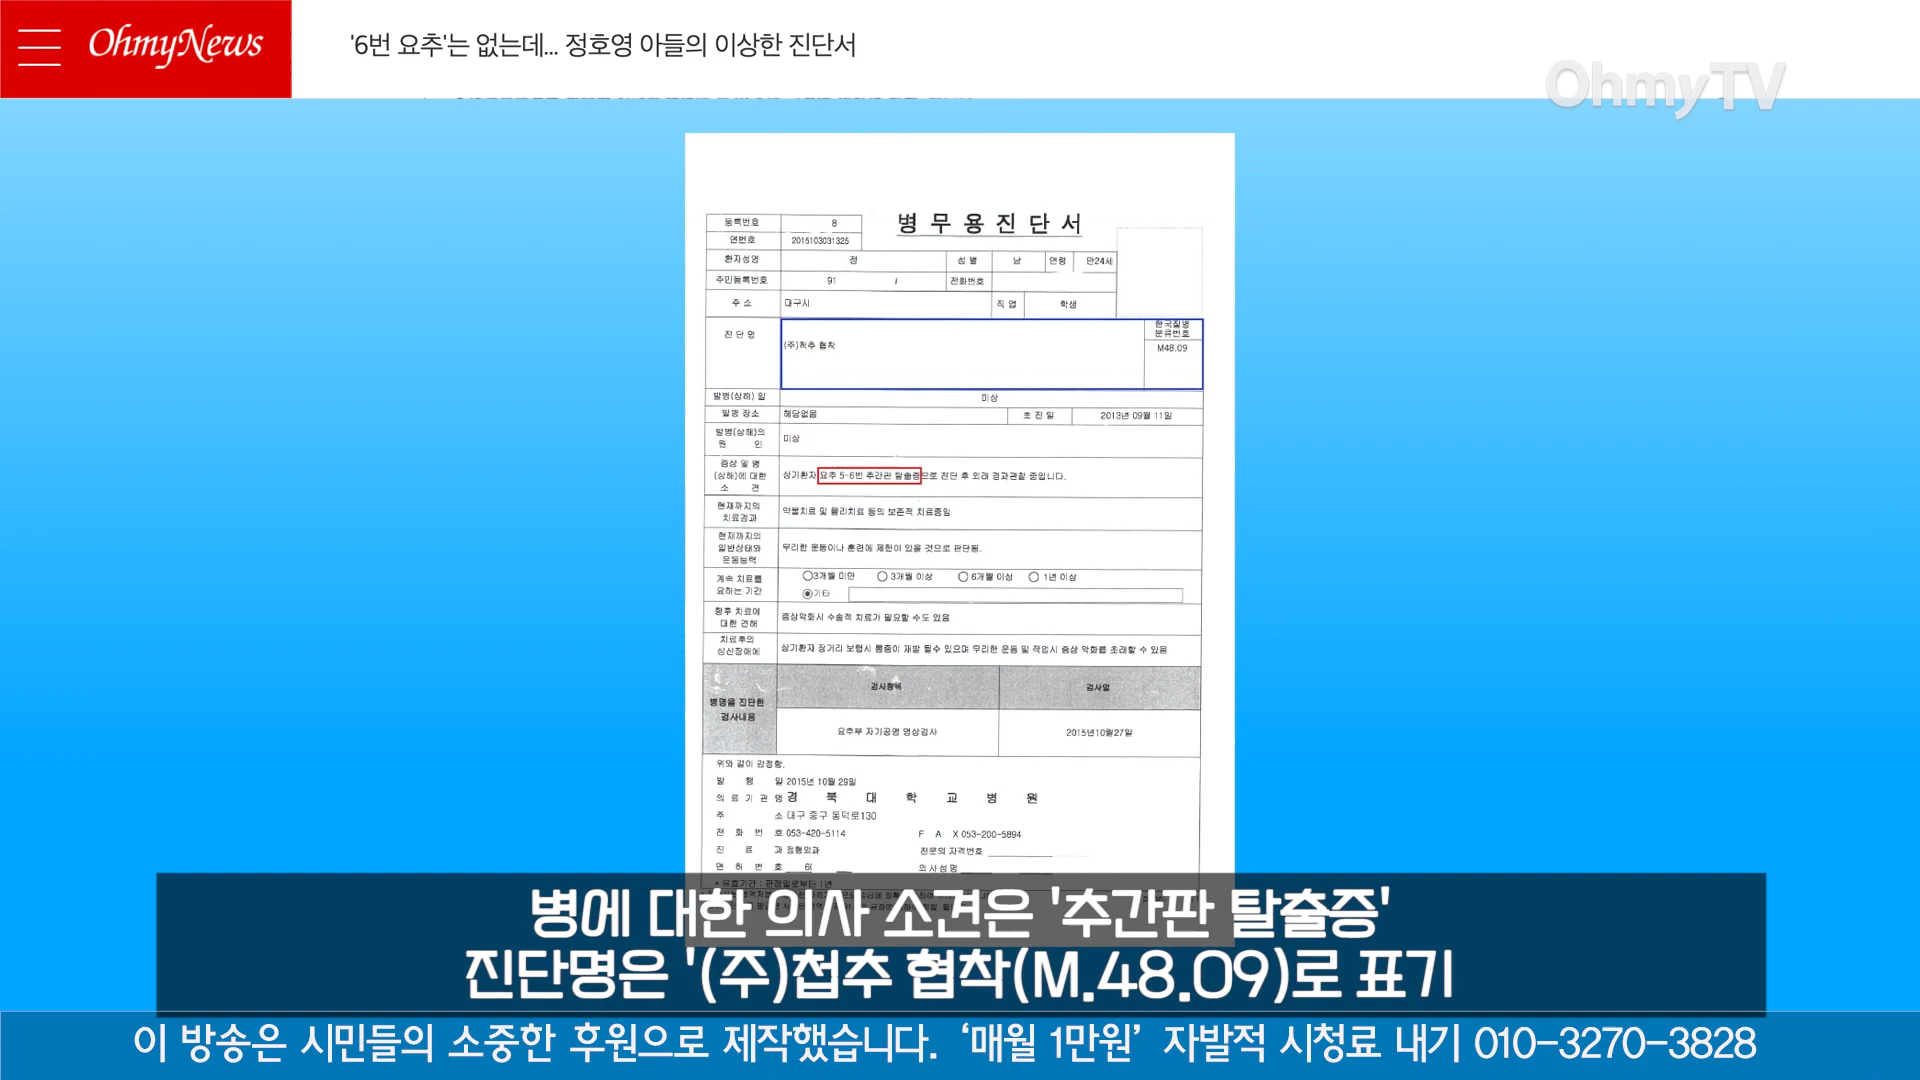 OhmyNews
'6번 요추'는 없는데... 정호영 아들의 이상한 진단서
OhmyTV
병무용진단서
등록번호 8
연번호 2015103031325
환자성명 정 성별 남 연령 만24세
주민등록번호 91 전화번호
주소 대구시 직업 학생
진단명 (주)척추 협착
한국질병
분류번호
M48.09
발병(상해) 일 미상
발병 장소 해당없음 초진일 2013년 09월 11일
발병(상해)의
원 인
미상
증상 및 병
(상해)에 대한
소 견
상기환자 요추 5-6번 추간판 탈출증으로 진단 후 외래 경과관찰 중입니다.
현재까지의
치료경과
약물치료 및 물리치료 등의 보존적 치료중임
현재까지의
일반상태와
운동능력
무리한 운동이나 훈련에 제한이 있을 것으로 판단됨.
계속 치료를
요하는 기간
3개월 미만 3개월 이상 6개월 이상 1년 이상
기타
향후 치료에
대한 견해
증상악화시 수술적 치료가 필요할 수도 있음
치료후의
심신장애에
상기환자 장거리 보행시 통증이 재발 될수 있으며 무리한 운동 및 작업시 증상 악화를 초래할 수 있음
병명을 진단한
검사내용
검사항목 검사일
요추부 자기공명 영상검사 2015년10월27일
위와 같이 감정함.
발 행 일 2015년 10월 29일
의료기관명 경북대학교병원
주 소 대구 중구 동덕로130
전화번호 053-420-5114 FAX 053-200-5894
진료과 정형외과 전문의 자격번호
면허번호 의사성명
* 유효기간 : 판정일로부터 1년
병에 대한 의사 소견은 '추간판 탈출증'
진단명은 '(주)첩추 협착(M.48.09)로 표기
이 방송은 시민들의 소중한 후원으로 제작했습니다. ‘매월 1만원’ 자발적 시청료 내기 010-3270-3828